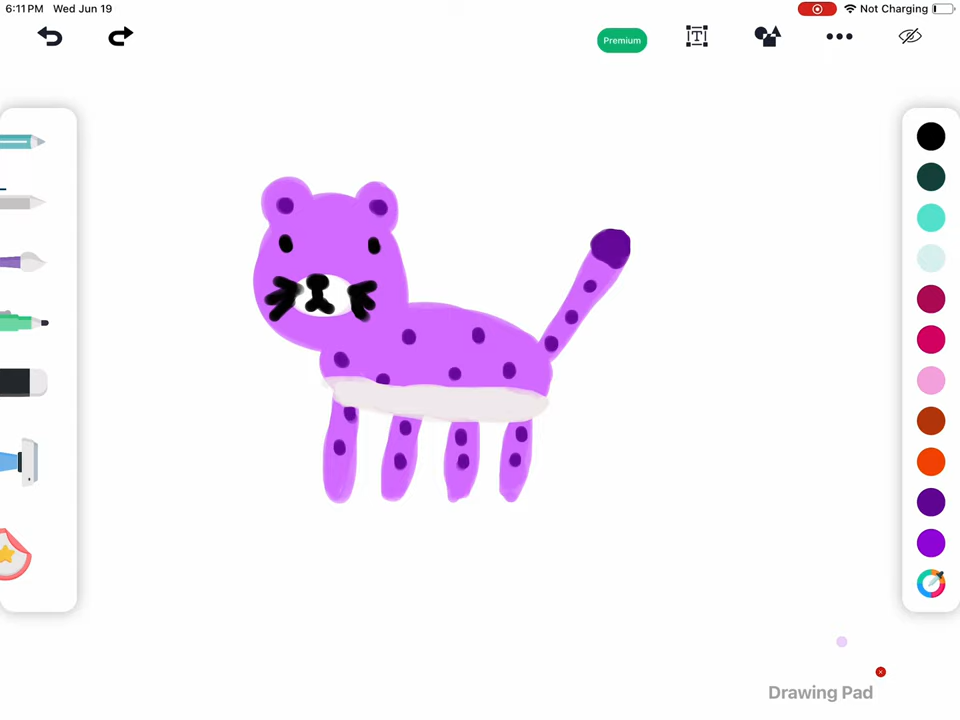 6:11 PM Wed Jun 19
Not Charging
Premium
T
Drawing Pad